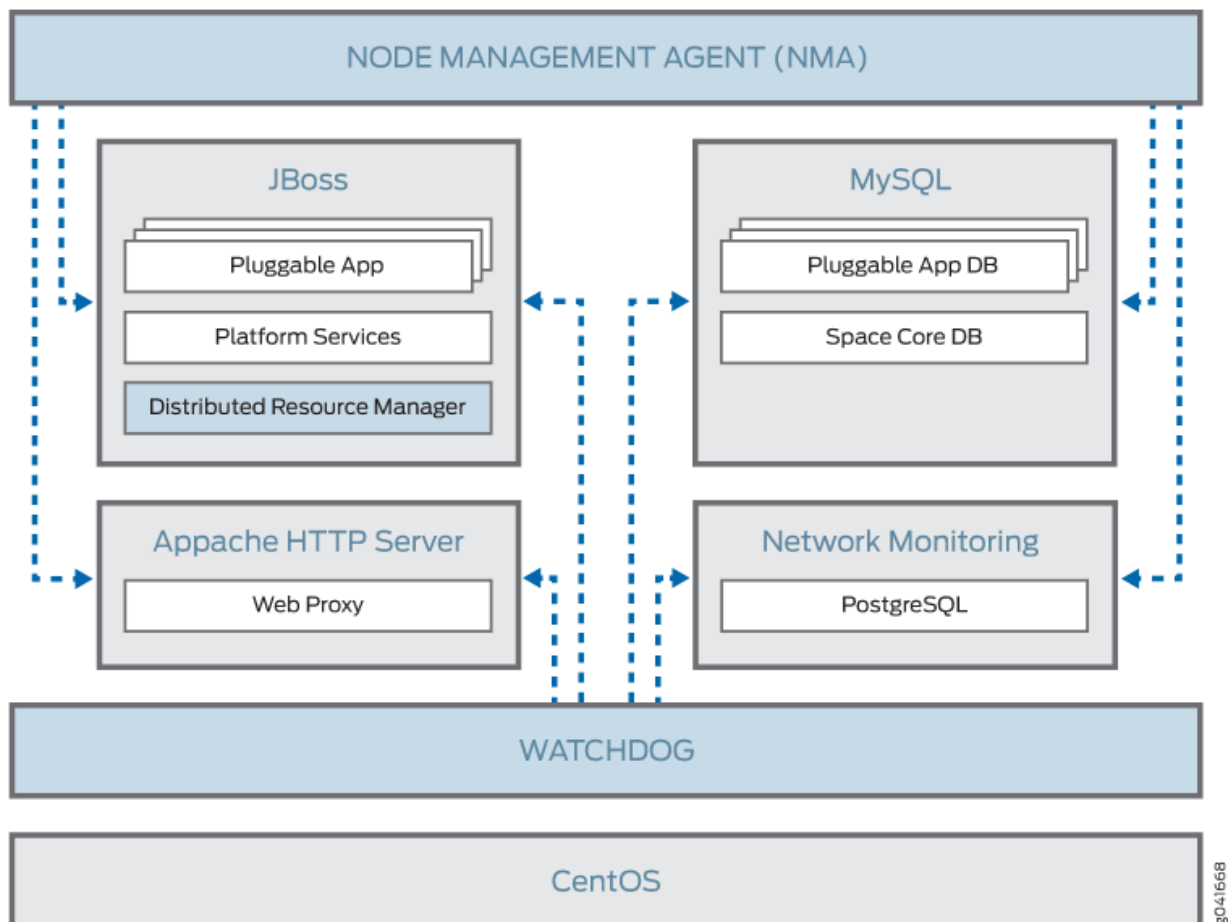 NODE MANAGEMENT AGENT (NMA)
JBoss
Pluggable App
Platform Services
Distributed Resource Manager
MySQL
Pluggable App DB
Space Core DB
Appache HTTP Server
Web Proxy
Network Monitoring
PostgreSQL
WATCHDOG
CentOS
g041668